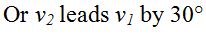 Or v₂ leads v₁ by 30°